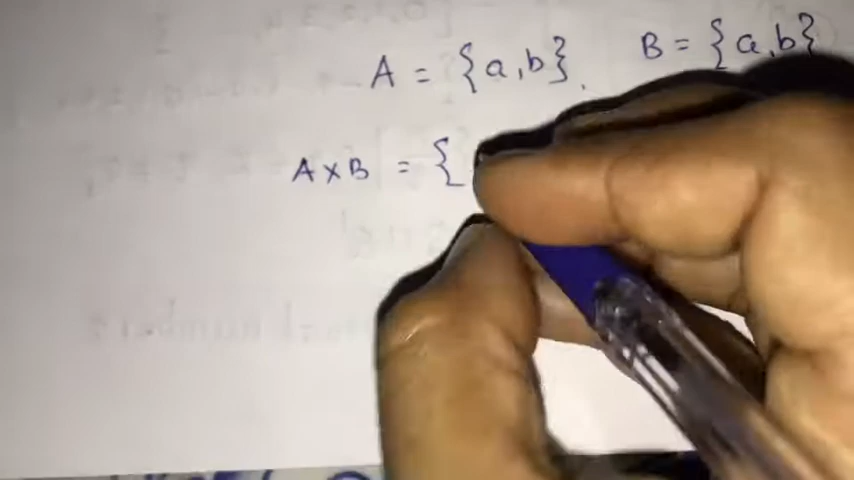 A = {a,b}. B = {a,b}
A×B = {